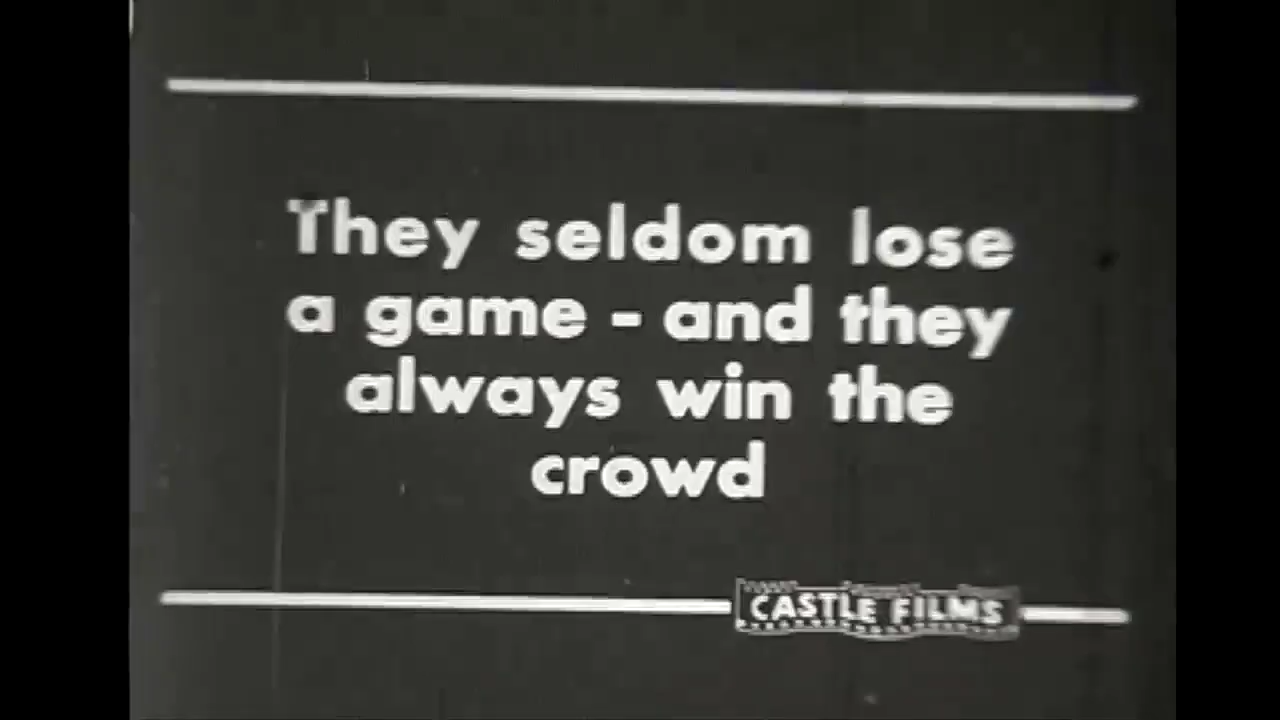 They seldom lose
a game - and they
always win the
crowd
CASTLE FILMS